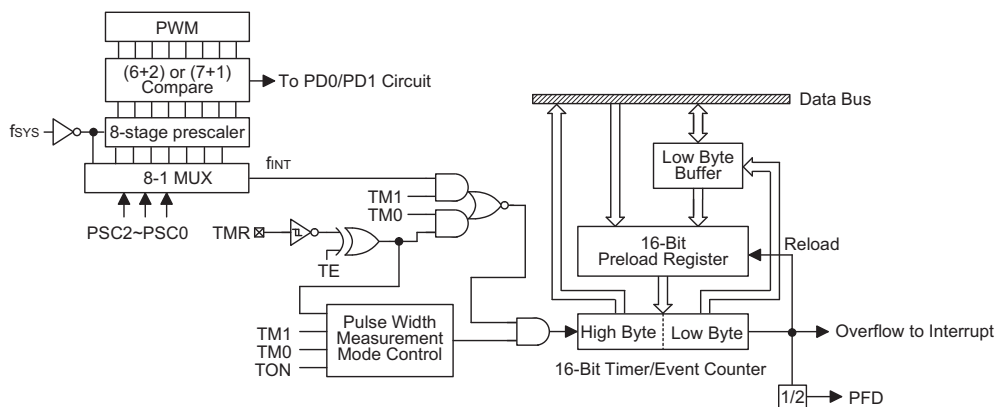 PWM
(6+2) or (7+1)
Compare
To PD0/PD1 Circuit
fSYS
8-stage prescaler
8-1 MUX
fINT
PSC2~PSC0
TMR
TE
TM1
TM0
TM1
TM0
TON
Pulse Width
Measurement
Mode Control
Data Bus
Low Byte
Buffer
16-Bit
Preload Register
Reload
High Byte
Low Byte
Overflow to Interrupt
16-Bit Timer/Event Counter
1/2
PFD